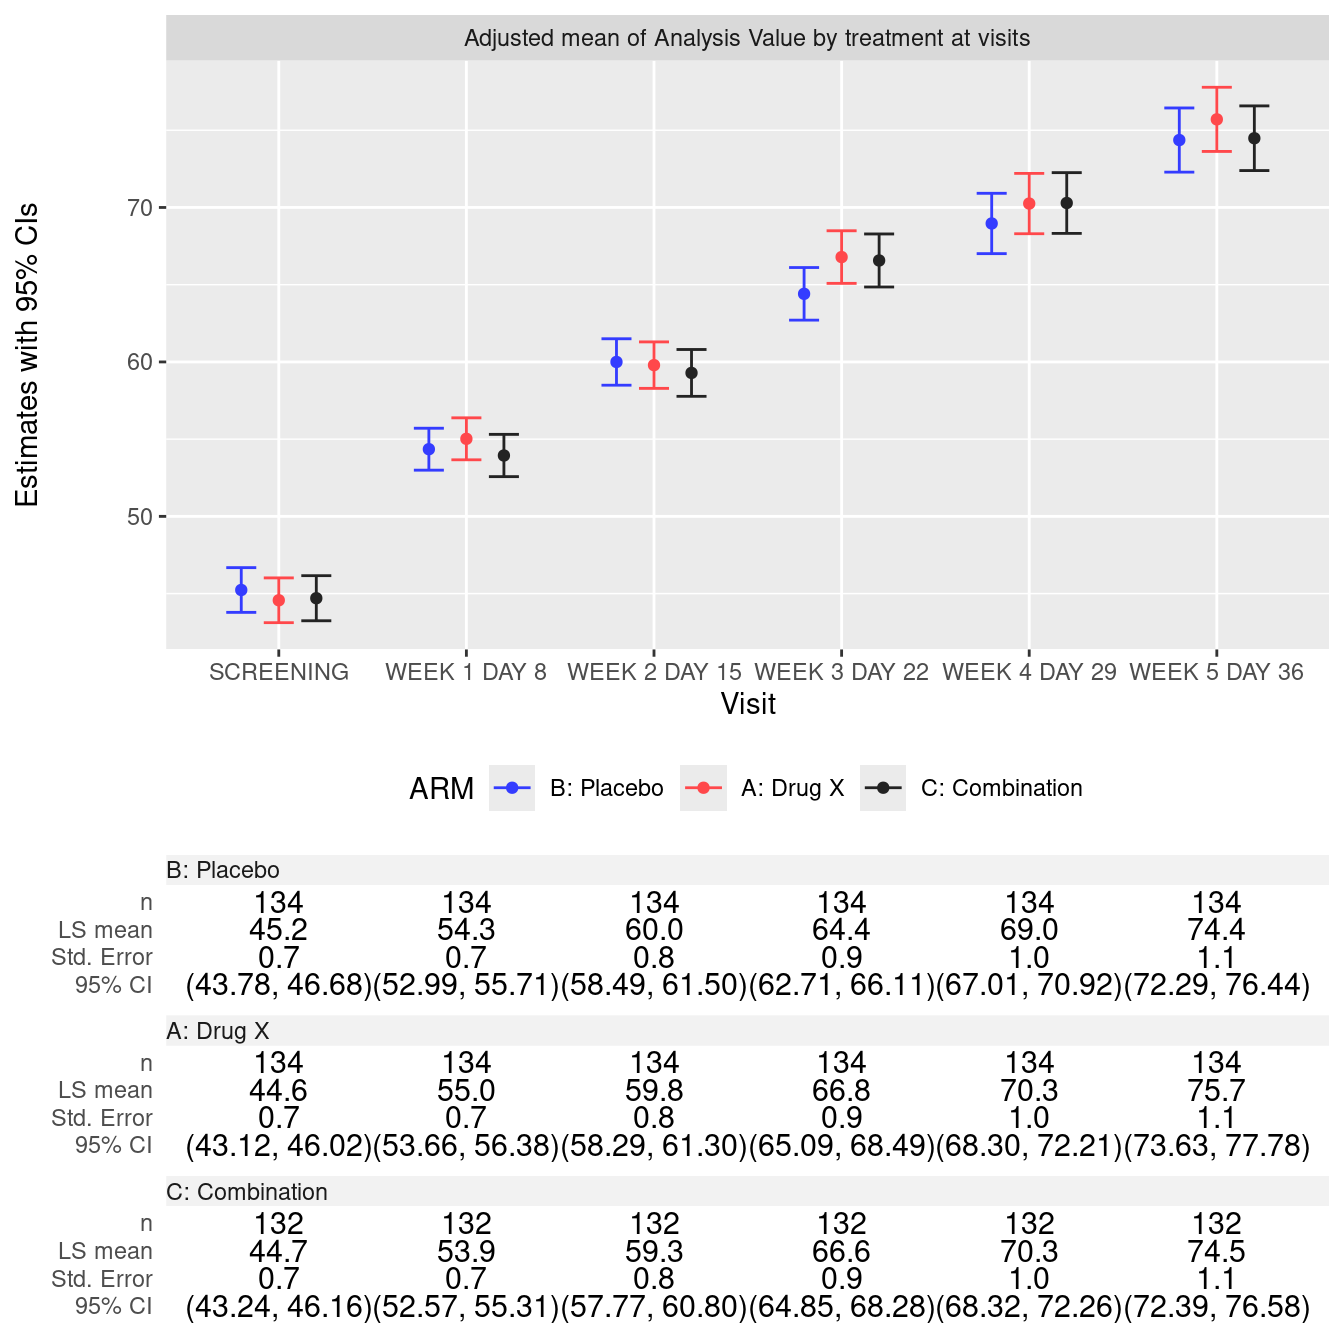 Adjusted mean of Analysis Value by treatment at visits
Estimates with 95% CIs
70
60
50
SCREENING WEEK 1 DAY 8 WEEK 2 DAY 15 WEEK 3 DAY 22 WEEK 4 DAY 29 WEEK 5 DAY 36
Visit
ARM B: Placebo A: Drug X C: Combination
B: Placebo
n 134 134 134 134 134 134
LS mean 45.2 54.3 60.0 64.4 69.0 74.4
Std. Error 0.7 0.7 0.8 0.9 1.0 1.1
95% CI (43.78, 46.68)(52.99, 55.71)(58.49, 61.50)(62.71, 66.11)(67.01, 70.92)(72.29, 76.44)
A: Drug X
n 134 134 134 134 134 134
LS mean 44.6 55.0 59.8 66.8 70.3 75.7
Std. Error 0.7 0.7 0.8 0.9 1.0 1.1
95% CI (43.12, 46.02)(53.66, 56.38)(58.29, 61.30)(65.09, 68.49)(68.30, 72.21)(73.63, 77.78)
C: Combination
n 132 132 132 132 132 132
LS mean 44.7 53.9 59.3 66.6 70.3 74.5
Std. Error 0.7 0.7 0.8 0.9 1.0 1.1
95% CI (43.24, 46.16)(52.57, 55.31)(57.77, 60.80)(64.85, 68.28)(68.32, 72.26)(72.39, 76.58)